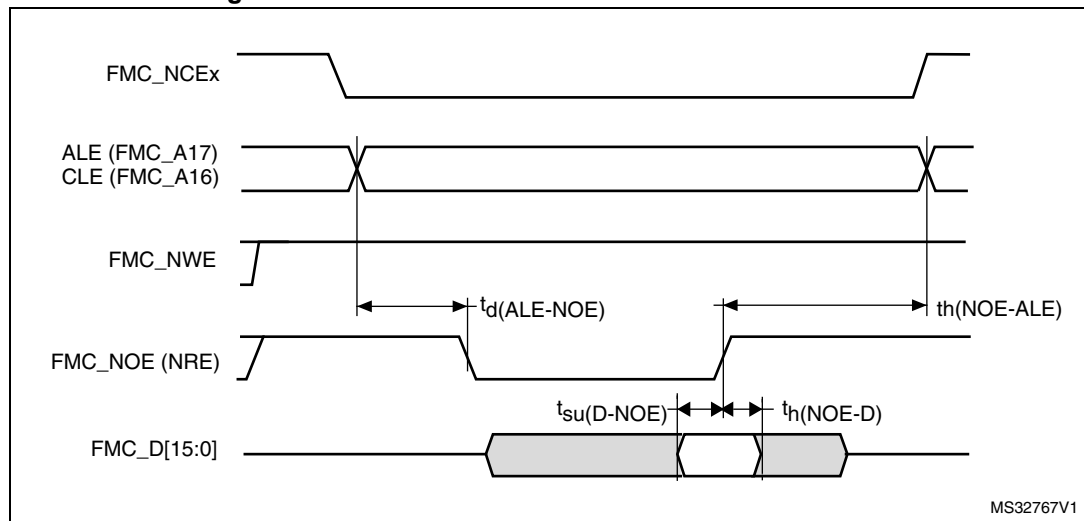 FMC_NCEx
ALE (FMC_A17)
CLE (FMC_A16)
FMC_NWE
td(ALE-NOE)
th(NOE-ALE)
FMC_NOE (NRE)
tsu(D-NOE)
th(NOE-D)
FMC_D[15:0]
MS32767V1